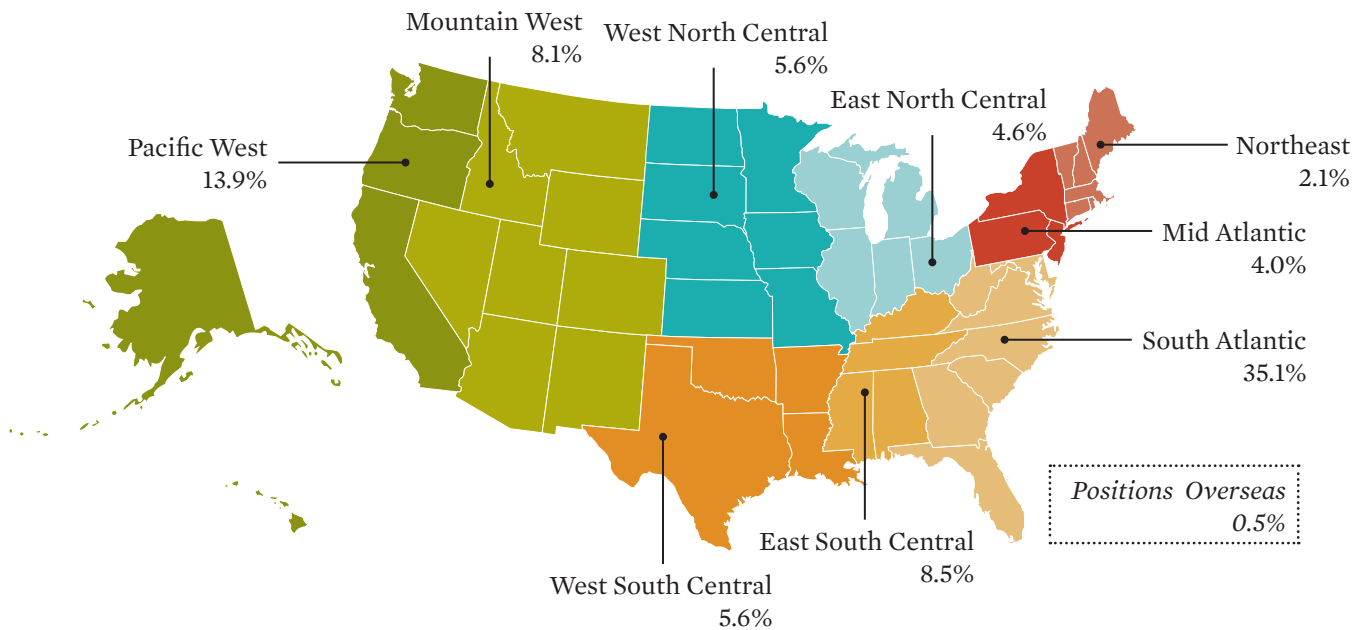 Mountain West
8.1%
West North Central
5.6%
East North Central
4.6%
Pacific West
13.9%
Northeast
2.1%
Mid Atlantic
4.0%
South Atlantic
35.1%
Positions Overseas
0.5%
East South Central
8.5%
West South Central
5.6%